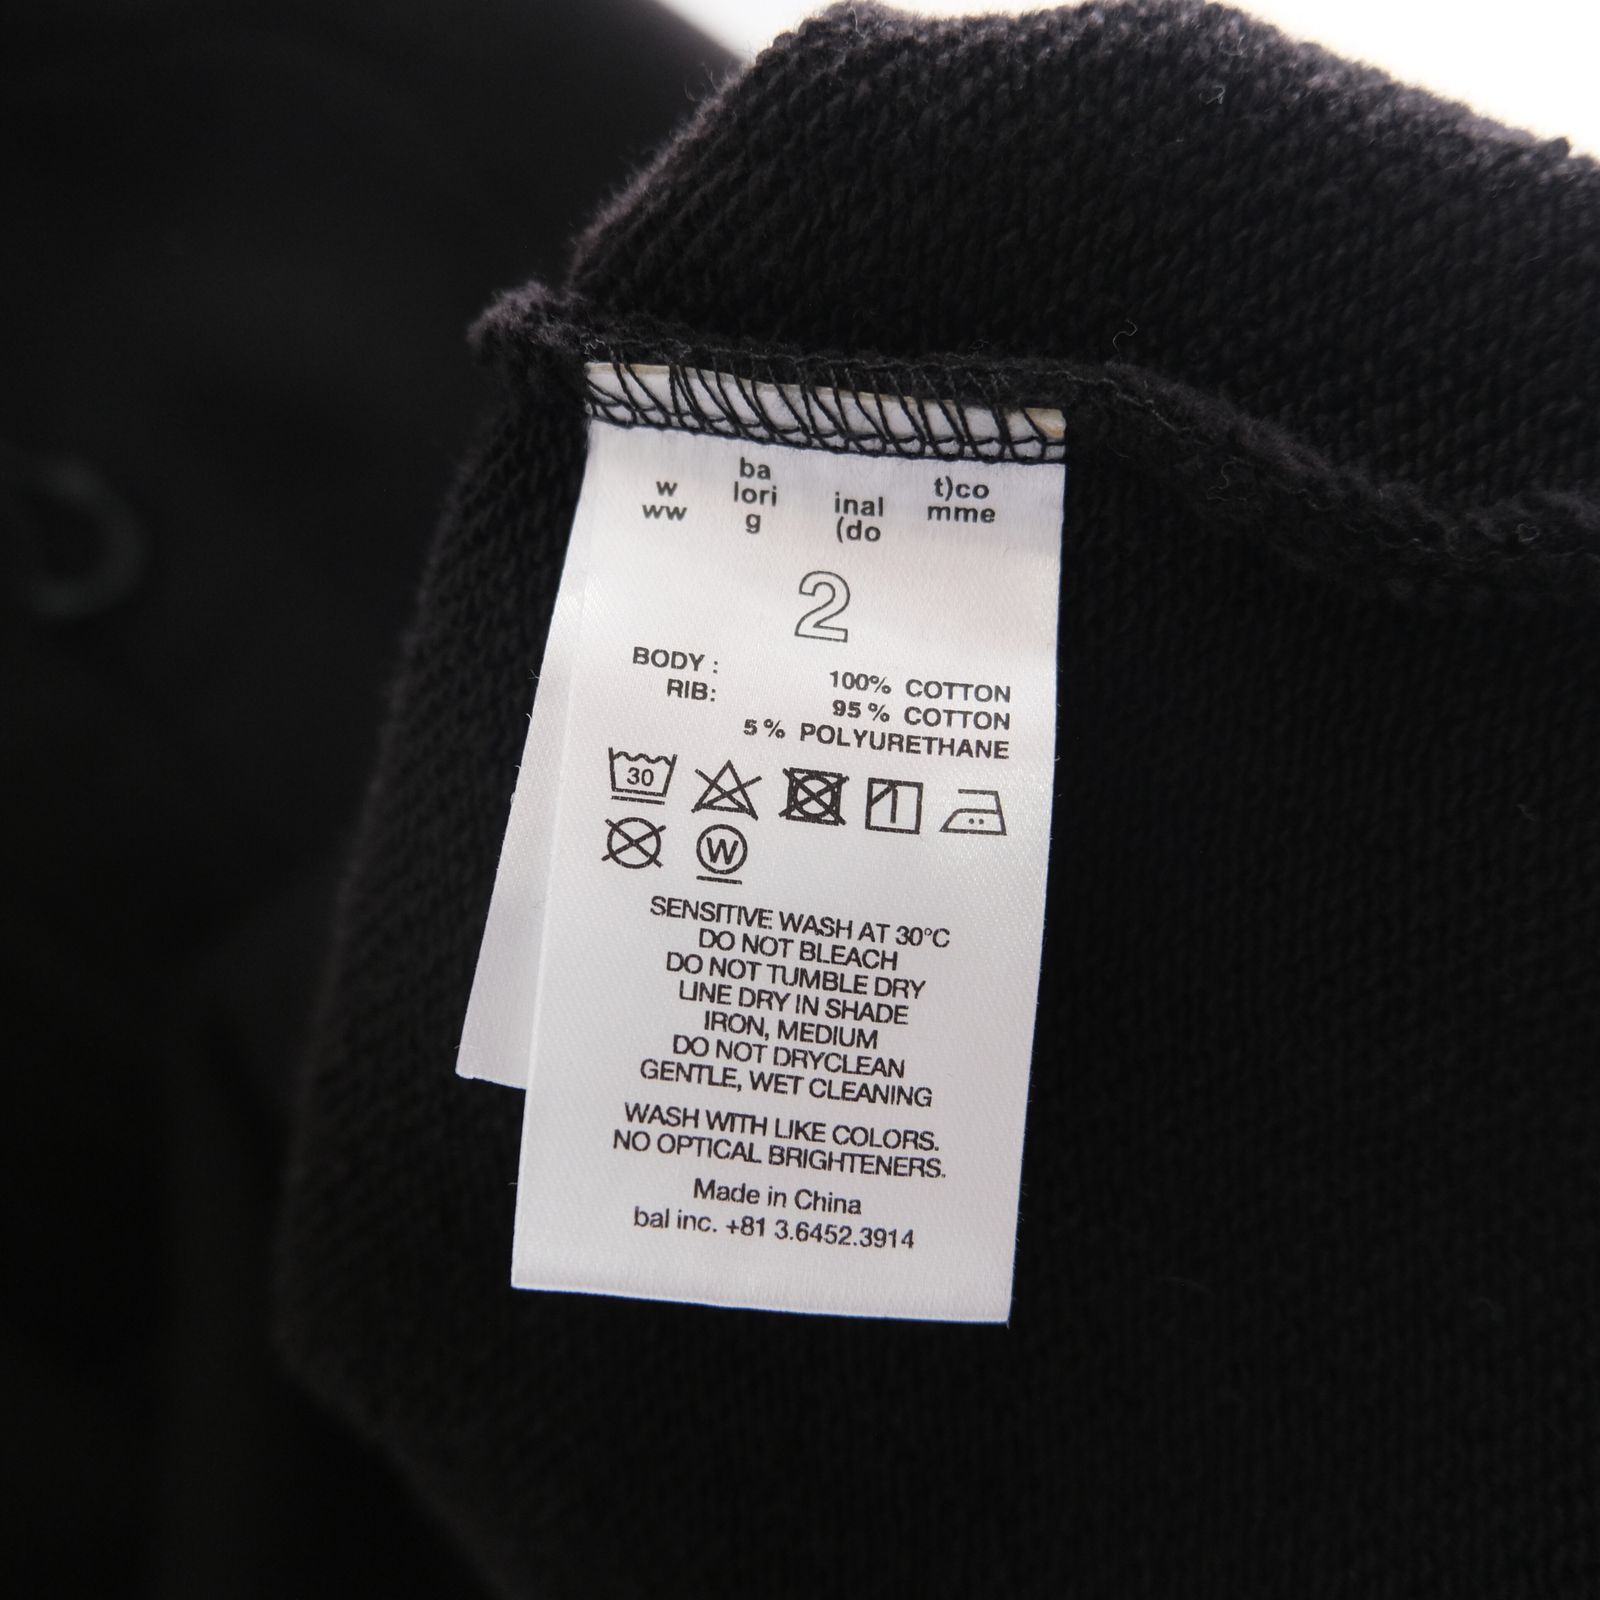 w
ww
ba
lori
g
inal
(do
t)co
mme
2
BODY : 100% COTTON
RIB: 95% COTTON
5% POLYURETHANE
30
W
SENSITIVE WASH AT 30°C
DO NOT BLEACH
DO NOT TUMBLE DRY
LINE DRY IN SHADE
IRON, MEDIUM
DO NOT DRYCLEAN
GENTLE, WET CLEANING
WASH WITH LIKE COLORS.
NO OPTICAL BRIGHTENERS.
Made in China
bal inc. +81 3.6452.3914